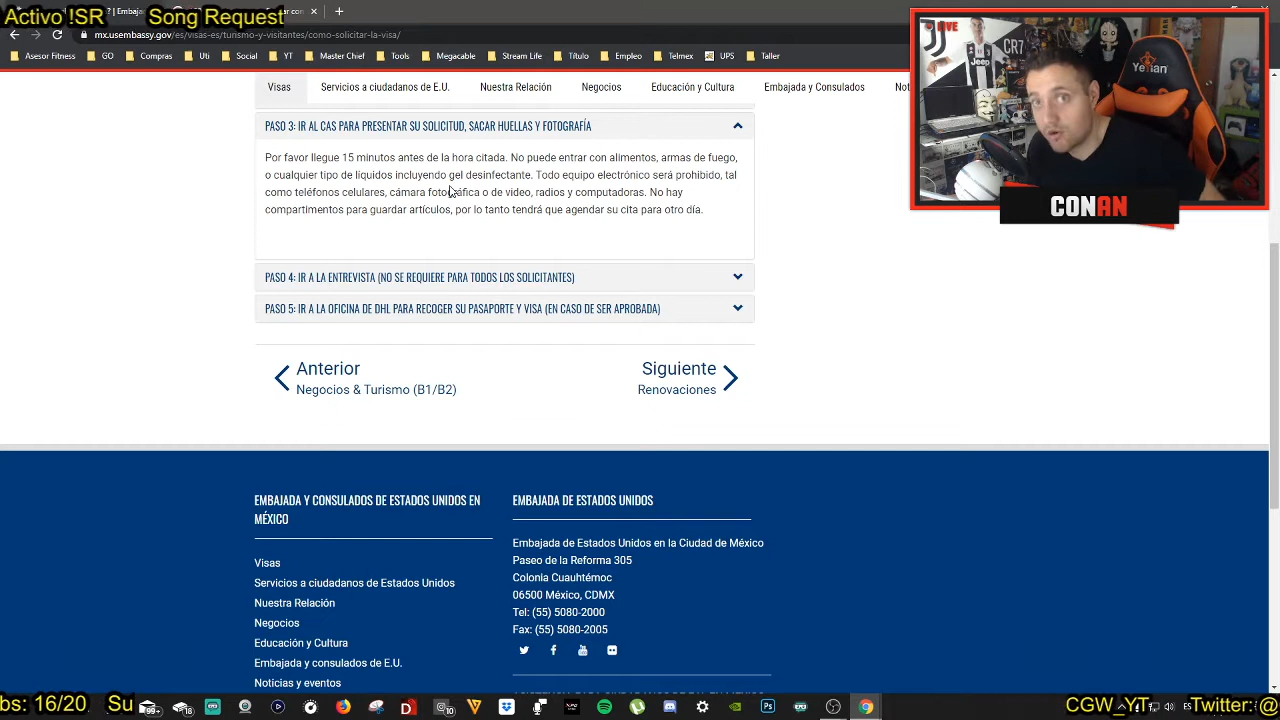 Activo !SR
Song Request
mx.usembassy.gov/es/visas-es/turismo-y-visitantes/como-solicitar-la-visa/
Asesor Fitness GO Compras Uti Social YT Master Chef Tools Megacable Stream Life Título Empleo Telmex UPS Taller
LIVE
CR7
Jeep
Yeyian
CONAN
Visas Servicios a ciudadanos de E.U. Nuestra Relación Negocios Educación y Cultura Embajada y Consulados Not
PASO 3: IR AL CAS PARA PRESENTAR SU SOLICITUD, SACAR HUELLAS Y FOTOGRAFÍA
Por favor llegue 15 minutos antes de la hora citada. No puede entrar con alimentos, armas de fuego,
o cualquier tipo de líquidos incluyendo gel desinfectante. Todo equipo electrónico será prohibido, tal
como teléfonos celulares, cámara fotográfica o de video, radios y computadoras. No hay
compartimentos para guardar artículos, por lo tanto tendrá que agendar su cita para otro día.
PASO 4: IR A LA ENTREVISTA (NO SE REQUIERE PARA TODOS LOS SOLICITANTES)
PASO 5: IR A LA OFICINA DE DHL PARA RECOGER SU PASAPORTE Y VISA (EN CASO DE SER APROBADA)
Anterior
Negocios & Turismo (B1/B2)
Siguiente
Renovaciones
EMBAJADA Y CONSULADOS DE ESTADOS UNIDOS EN
MÉXICO
Visas
Servicios a ciudadanos de Estados Unidos
Nuestra Relación
Negocios
Educación y Cultura
Embajada y consulados de E.U.
Noticias y eventos
EMBAJADA DE ESTADOS UNIDOS
Embajada de Estados Unidos en la Ciudad de México
Paseo de la Reforma 305
Colonia Cuauhtémoc
06500 México, CDMX
Tel: (55) 5080-2000
Fax: (55) 5080-2005
bs: 16/20 Su
CGW_YT
Twitter: @